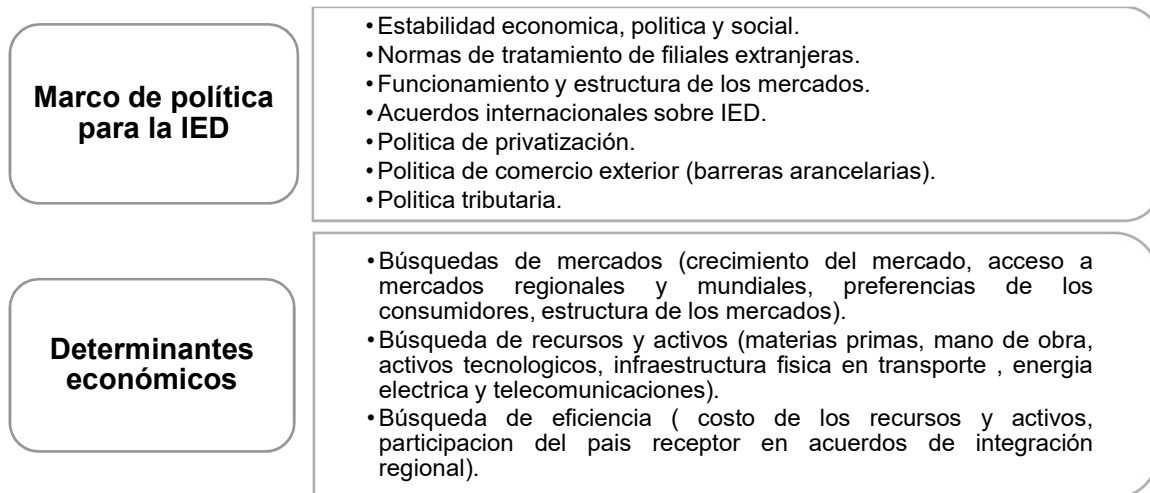 Marco de política
para la IED
•Estabilidad economica, politica y social.
•Normas de tratamiento de filiales extranjeras.
•Funcionamiento y estructura de los mercados.
•Acuerdos internacionales sobre IED.
•Politica de privatización.
•Politica de comercio exterior (barreras arancelarias).
•Politica tributaria.
Determinantes
económicos
•Búsquedas de mercados (crecimiento del mercado, acceso a
mercados regionales y mundiales, preferencias de los
consumidores, estructura de los mercados).
•Búsqueda de recursos y activos (materias primas, mano de obra,
activos tecnologicos, infraestructura fisica en transporte , energia
electrica y telecomunicaciones).
•Búsqueda de eficiencia ( costo de los recursos y activos,
participacion del pais receptor en acuerdos de integración
regional).